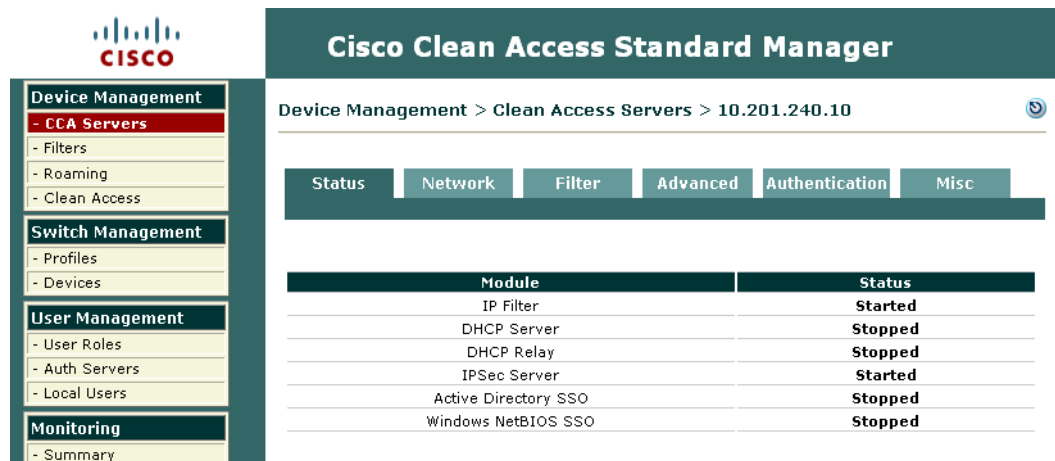 CISCO
Cisco Clean Access Standard Manager
Device Management
- CCA Servers
- Filters
- Roaming
- Clean Access
Switch Management
- Profiles
- Devices
User Management
- User Roles
- Auth Servers
- Local Users
Monitoring
- Summary
Device Management > Clean Access Servers > 10.201.240.10
Status Network Filter Advanced Authentication Misc
Module Status
IP Filter Started
DHCP Server Stopped
DHCP Relay Stopped
IPSec Server Started
Active Directory SSO Stopped
Windows NetBIOS SSO Stopped